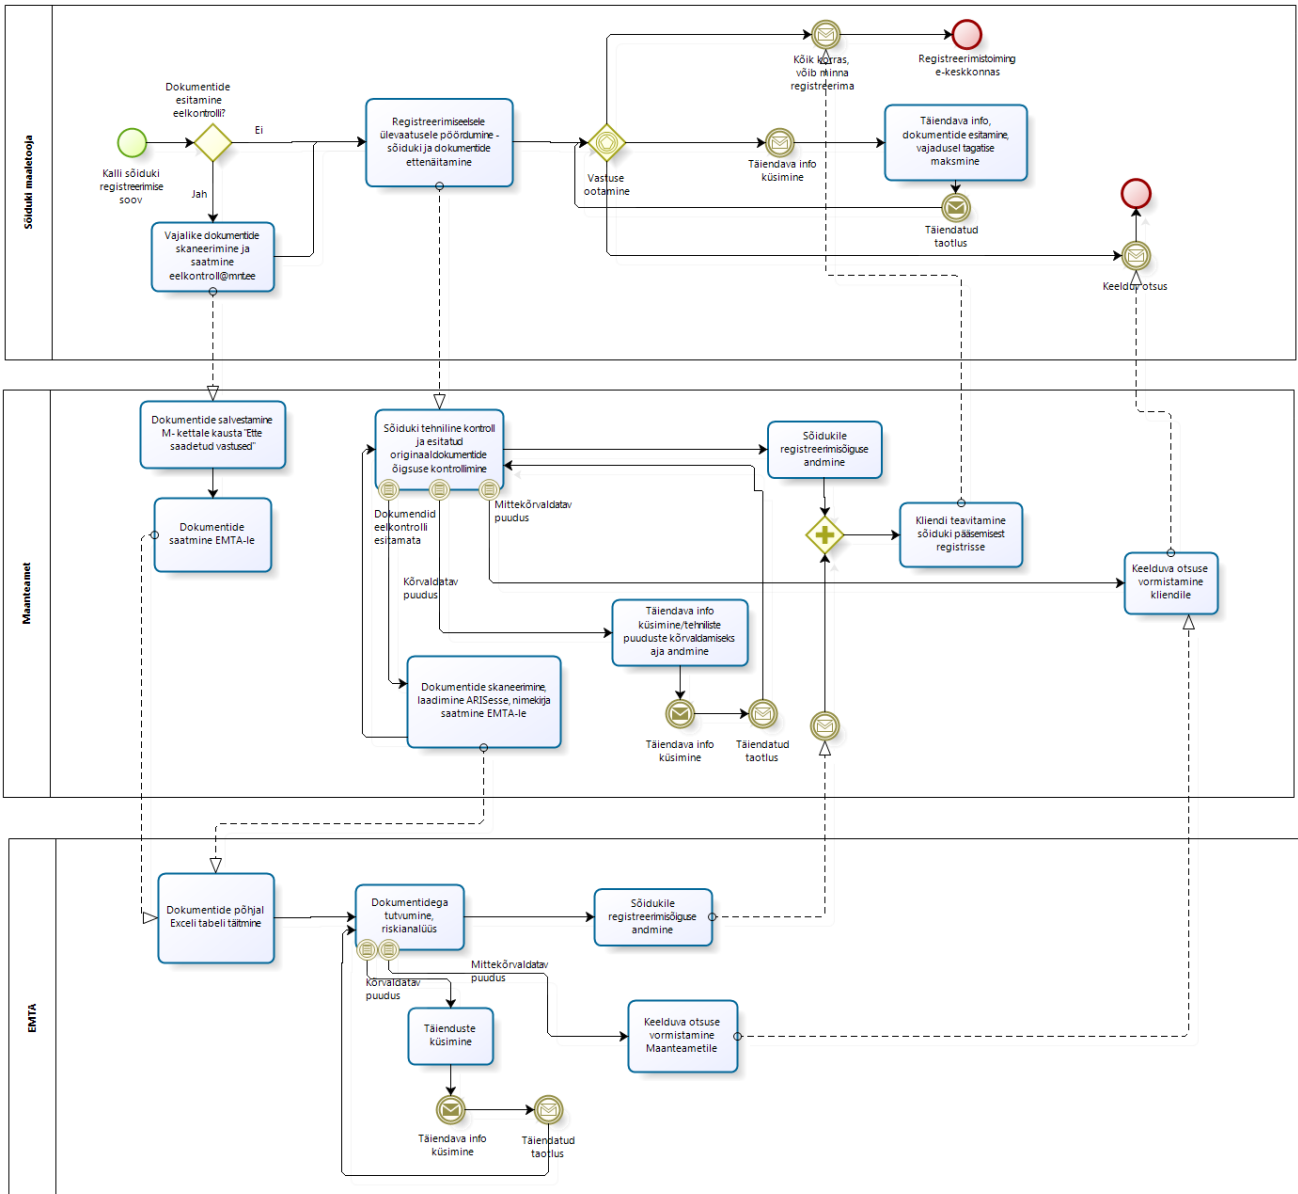 Sõiduki maaletooja
Dokumentide
esitamine
eelkontrolli?
Ei
Jah
Kalli sõiduki
registreerimise
soov
Vajalike dokumentide
skaneerimine ja
saatmine
eelkontroll@mnt.ee
Registreerimiseelsele
ülevaatusele pöördumine -
sõiduki ja dokumentide
ettenäitamine
Vastuse
ootamine
Kõik korras,
võib minna
registreerima
Registreerimistoiming
e-keskkonnas
Täiendava info
küsimine
Täiendava info,
dokumentide esitamine,
vajadusel tagatise
maksmine
Täiendatud
taotlus
Keelduv otsus
Maanteamet
Dokumentide salvestamine
M- kettale kausta "Ette
saadetud vastused"
Dokumentide
saatmine EMTA-le
Sõiduki tehniline kontroll
ja esitatud
originaaldokumentide
õigsuse kontrollimine
Dokumendid
eelkontrolli
esitamata
Kõrvaldatav
puudus
Mittekõrvaldatav
puudus
Sõidukile
registreerimisõiguse
andmine
Kliendi teavitamine
sõiduki pääsemisest
registrisse
Keelduva otsuse
vormistamine
kliendile
Täiendava info
küsimine/tehniliste
puuduste kõrvaldamiseks
aja andmine
Dokumentide skaneerimine,
laadimine ARISesse, nimekirja
saatmine EMTA-le
Täiendava info
küsimine
Täiendatud
taotlus
EMTA
Dokumentide põhjal
Exceli tabeli täitmine
Dokumentidega
tutvumine,
riskianalüüs
Sõidukile
registreerimisõiguse
andmine
Kõrvaldatav
puudus
Mittekõrvaldatav
puudus
Täienduste
küsimine
Keelduva otsuse
vormistamine
Maanteametile
Täiendava info
küsimine
Täiendatud
taotlus